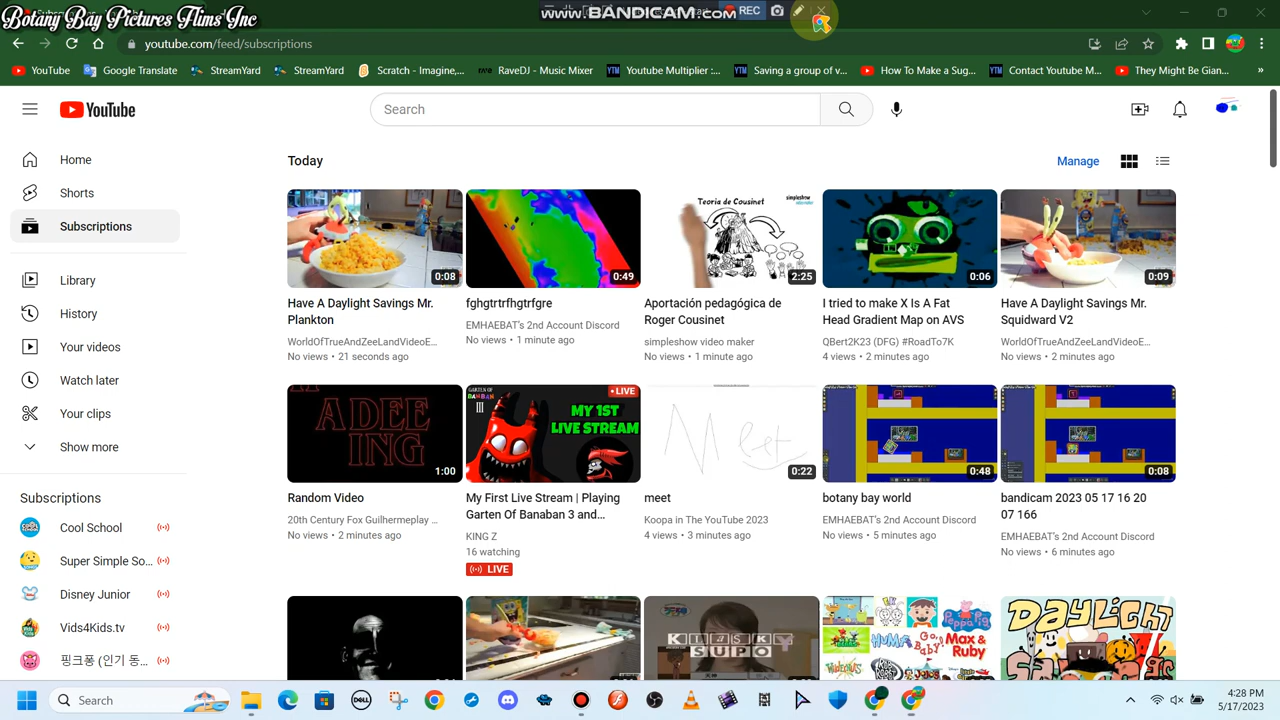 Botany Bay Pictures Flims Inc
www.BANDICAM.com
REC
youtube.com/feed/subscriptions
YouTube
Google Translate
StreamYard
StreamYard
Scratch - Imagine,...
RaveDJ - Music Mixer
Youtube Multiplier :...
Saving a group of v...
How To Make a Sug...
Contact Youtube M...
They Might Be Gian...
»
YouTube
Search
Home
Shorts
Subscriptions
Library
History
Your videos
Watch later
Your clips
Show more
Subscriptions
Cool School
Super Simple So...
Disney Junior
Vids4Kids.tv
핑크퐁 (인기 동...
Today
Manage
0:08
Have A Daylight Savings Mr.
Plankton
WorldOfTrueAndZeeLandVideoE...
No views • 21 seconds ago
0:49
fghgtrtrfhgtrfgre
EMHAEBAT's 2nd Account Discord
No views • 1 minute ago
Teoria de Cousinet
simpleshow
2:25
Aportación pedagógica de
Roger Cousinet
simpleshow video maker
No views • 1 minute ago
0:06
I tried to make X Is A Fat
Head Gradient Map on AVS
QBert2K23 (DFG) #RoadTo7K
4 views • 2 minutes ago
0:09
Have A Daylight Savings Mr.
Squidward V2
WorldOfTrueAndZeeLandVideoE...
No views • 2 minutes ago
ADEE
ING
1:00
Random Video
20th Century Fox Guilhermeplay ...
No views • 2 minutes ago
GARTEN OF
BANBAN
III
LIVE
MY 1ST
LIVE STREAM
My First Live Stream | Playing
Garten Of Banaban 3 and...
KING Z
16 watching
LIVE
Meet
0:22
meet
Koopa in The YouTube 2023
4 views • 3 minutes ago
0:48
botany bay world
EMHAEBAT's 2nd Account Discord
No views • 5 minutes ago
0:08
bandicam 2023 05 17 16 20
07 166
EMHAEBAT's 2nd Account Discord
No views • 6 minutes ago
KLASKY
SUPO
Go,
Baby!
Peppa Pig
Max &
Ruby
DAYLIGHT
Search
DELL
4:28 PM
5/17/2023